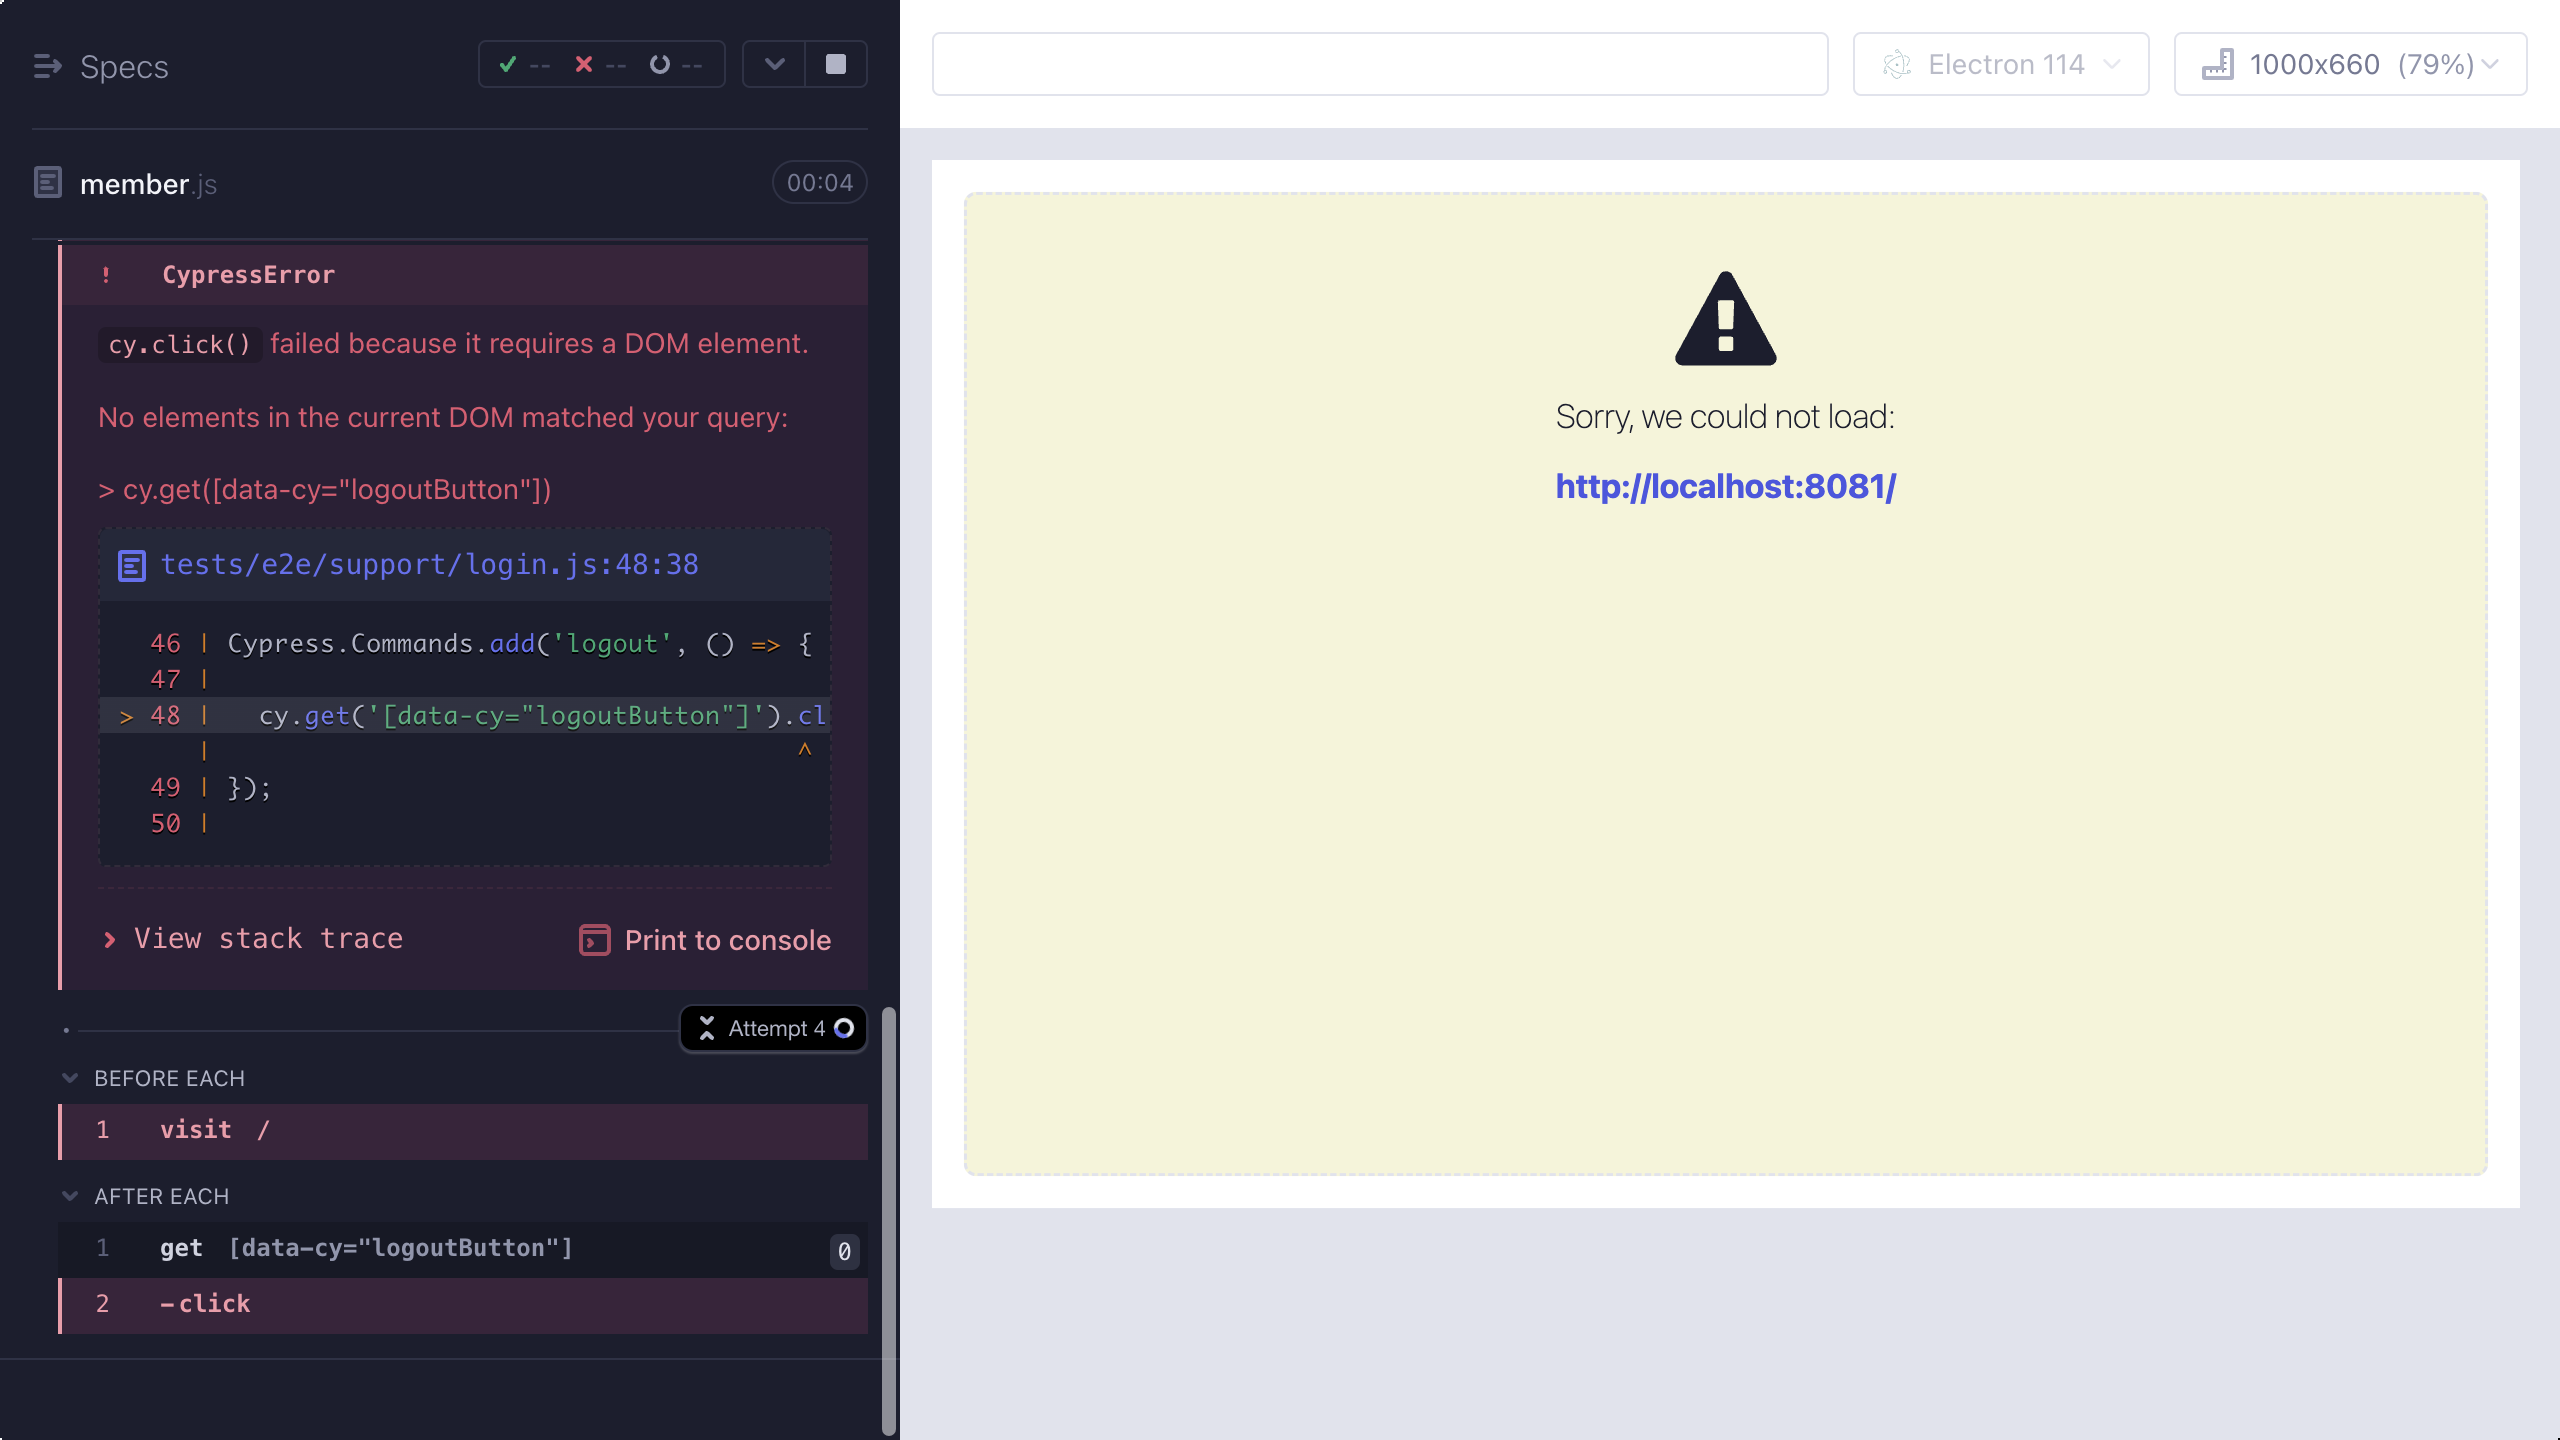 Specs
-- -- --
member.js
00:04
! CypressError
cy.click() failed because it requires a DOM element.
No elements in the current DOM matched your query:
> cy.get([data-cy="logoutButton"])
tests/e2e/support/login.js:48:38
46 | Cypress.Commands.add('logout', () => {
47 |
> 48 |   cy.get('[data-cy="logoutButton"]').cl
| ^
49 | });
50 |
View stack trace
Print to console
Attempt 4
BEFORE EACH
1 visit /
AFTER EACH
1 get [data-cy="logoutButton"] 0
2 -click
Electron 114
1000x660 (79%)
Sorry, we could not load:
http://localhost:8081/